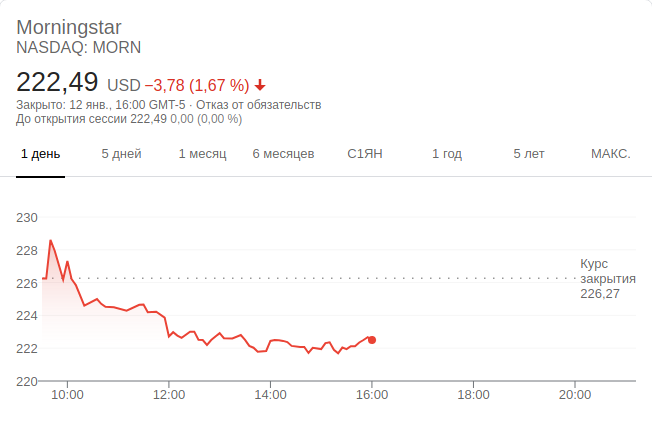 Morningstar
NASDAQ: MORN
222,49 USD −3,78 (1,67 %)
Закрыто: 12 янв., 16:00 GMT-5 · Отказ от обязательств
До открытия сессии 222,49 0,00 (0,00 %)
1 день 5 дней 1 месяц 6 месяцев С1ЯН 1 год 5 лет МАКС.
230
228
Курс
закрытия
226,27
226
224
222
220
10:00 12:00 14:00 16:00 18:00 20:00